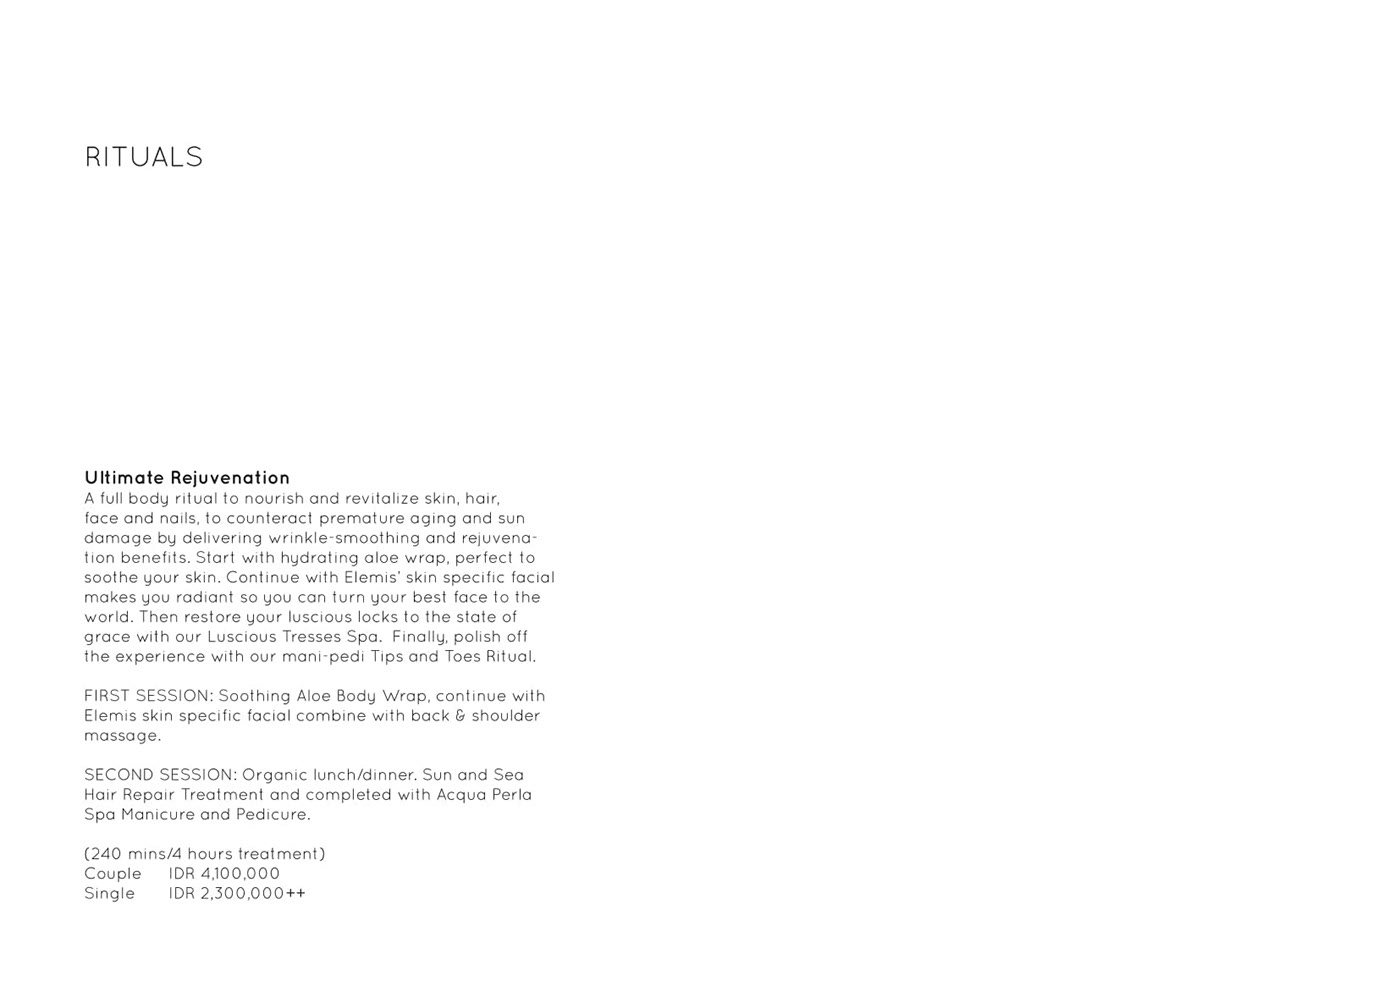 RITUALS
Ultimate Rejuvenation
A full body ritual to nourish and revitalize skin, hair,
face and nails, to counteract premature aging and sun
damage by delivering wrinkle-smoothing and rejuvena-
tion benefits. Start with hydrating aloe wrap, perfect to
soothe your skin. Continue with Elemis’ skin specific facial
makes you radiant so you can turn your best face to the
world. Then restore your luscious locks to the state of
grace with our Luscious Tresses Spa.  Finally, polish off
the experience with our mani-pedi Tips and Toes Ritual.
FIRST SESSION: Soothing Aloe Body Wrap, continue with
Elemis skin specific facial combine with back & shoulder
massage.
SECOND SESSION: Organic lunch/dinner. Sun and Sea
Hair Repair Treatment and completed with Acqua Perla
Spa Manicure and Pedicure.
(240 mins/4 hours treatment)
Couple IDR 4,100,000
Single IDR 2,300,000++